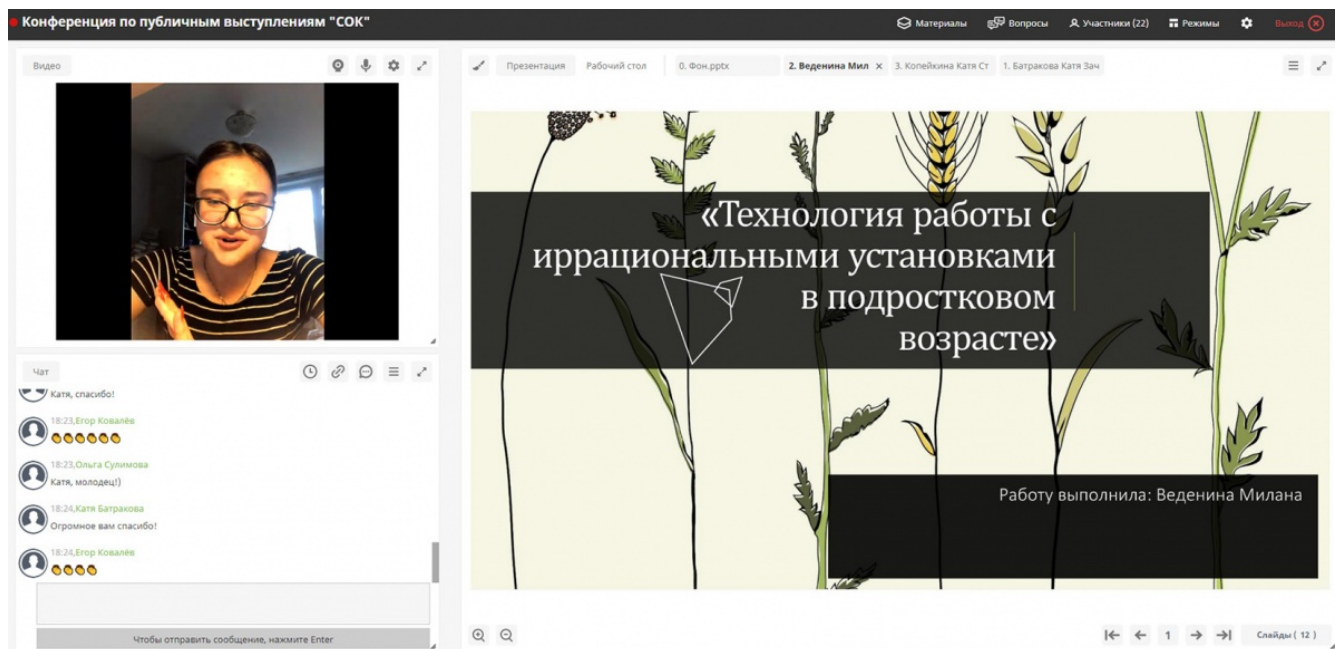 Конференция по публичным выступлениям "СОК"
Материалы
Вопросы
Участники (22)
Режимы
Выход
Видео
Презентация
Рабочий стол
0. Фон.pptx
2. Веденина Мил
3. Копейкина Катя Ст
1. Батракова Катя Зач
«Технология работы с
иррациональными установками
в подростковом
возрасте»
Работу выполнила: Веденина Милана
Чат
Катя, спасибо!
18:23,Егор Ковалёв
18:23,Ольга Сулимова
Катя, молодец!)
18:24,Катя Батракова
Огромное вам спасибо!
18:24,Егор Ковалёв
Чтобы отправить сообщение, нажмите Enter
1
Слайды ( 12 )